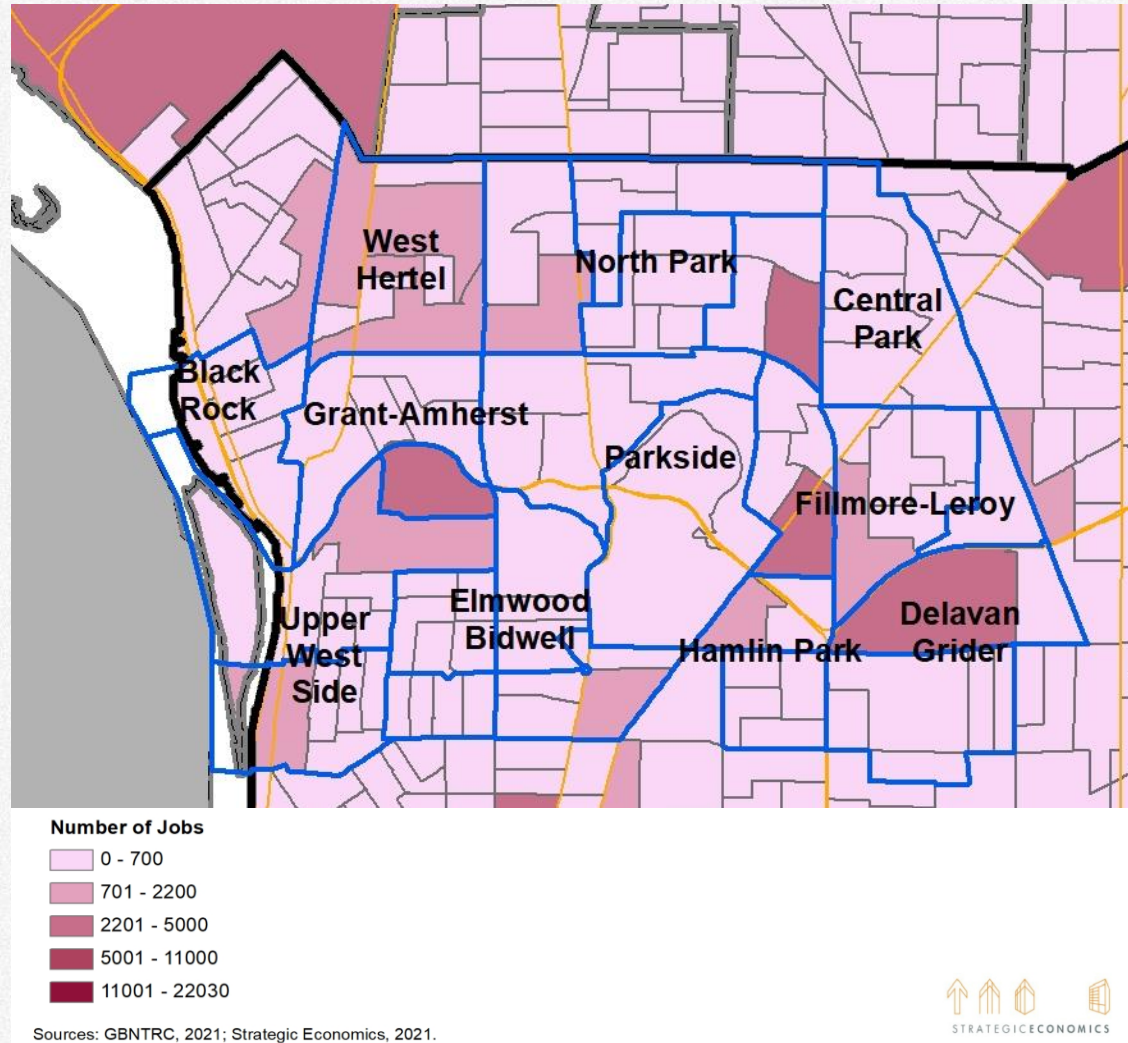 West
Hertel
North Park
Central
Park
Black
Rock
Grant-Amherst
Parkside
Fillmore-Leroy
Upper
West
Side
Elmwood
Bidwell
Hamlin Park
Delavan
Grider
Number of Jobs
0 - 700
701 - 2200
2201 - 5000
5001 - 11000
11001 - 22030
Sources: GBNTRC, 2021; Strategic Economics, 2021.
STRATEGICECONOMICS